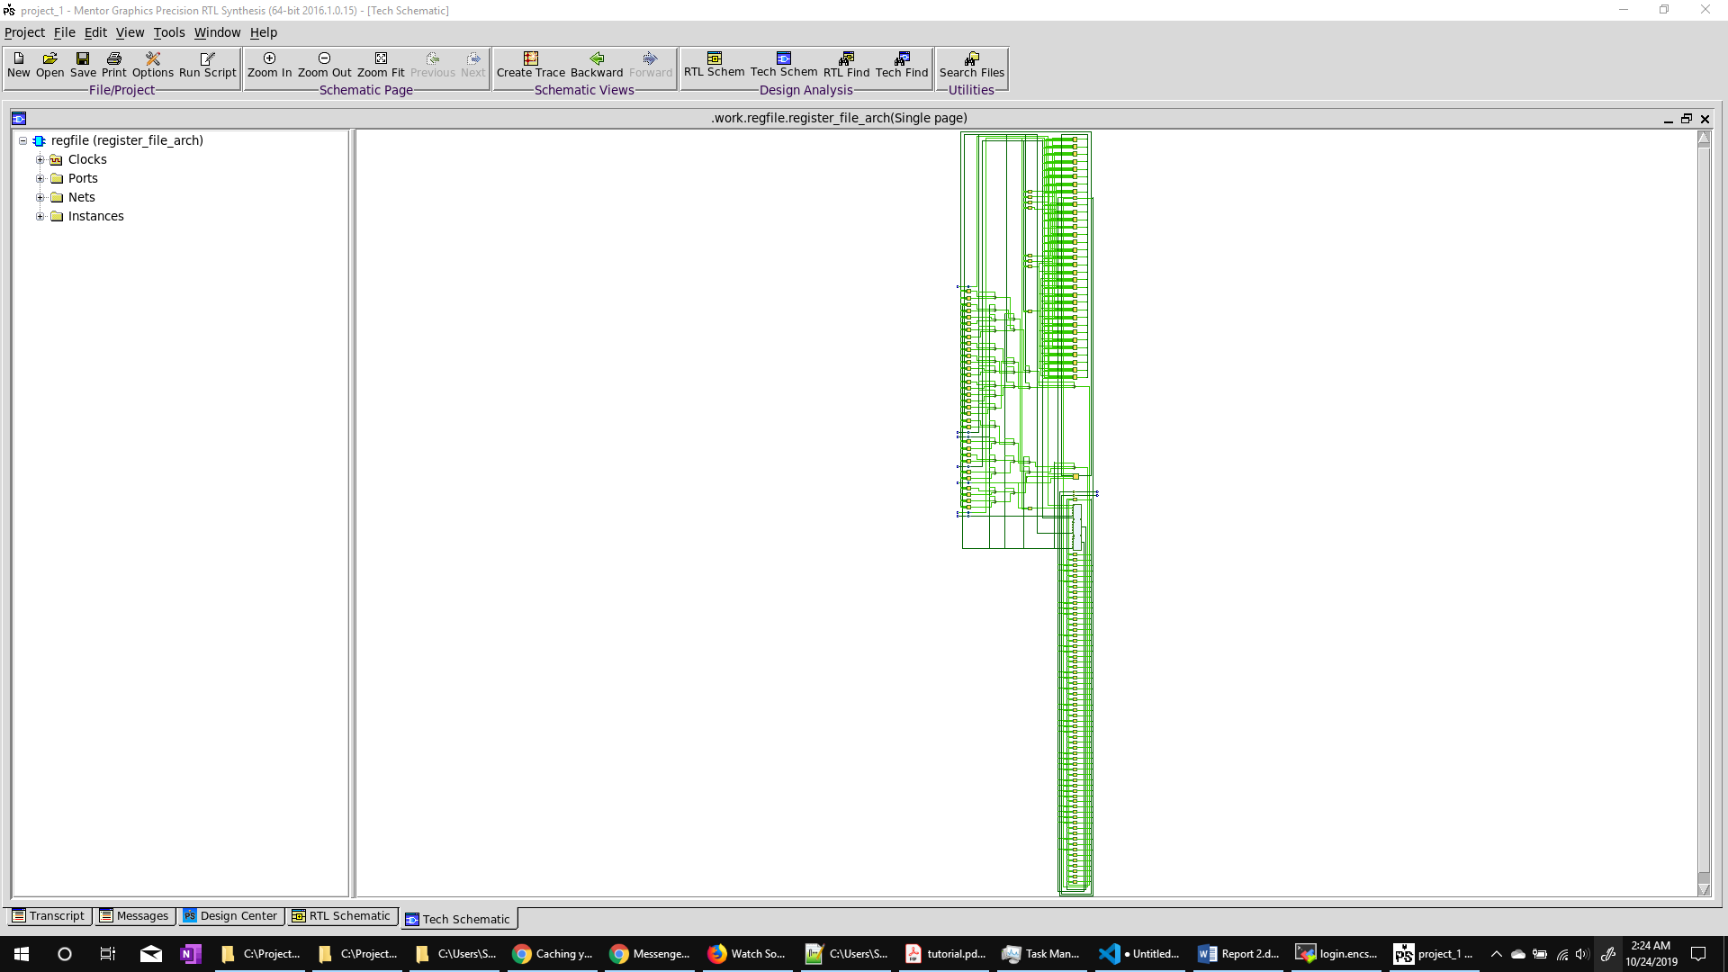 project_1 - Mentor Graphics Precision RTL Synthesis (64-bit 2016.1.0.15) - [Tech Schematic]
Project File Edit View Tools Window Help
New Open Save Print Options Run Script Zoom In Zoom Out Zoom Fit Previous Next Create Trace Backward Forward RTL Schem Tech Schem RTL Find Tech Find Search Files
File/Project Schematic Page Schematic Views Design Analysis Utilities
.work.regfile.register_file_arch(Single page)
regfile (register_file_arch)
Clocks
Ports
Nets
Instances
Transcript Messages Design Center RTL Schematic Tech Schematic
C:\Project... C:\Project... C:\Users\S... Caching y... Messenge... Watch So... C:\Users\S... tutorial.pd... Task Man... • Untitled... Report 2.d... login.encs... project_1 ...
2:24 AM
10/24/2019